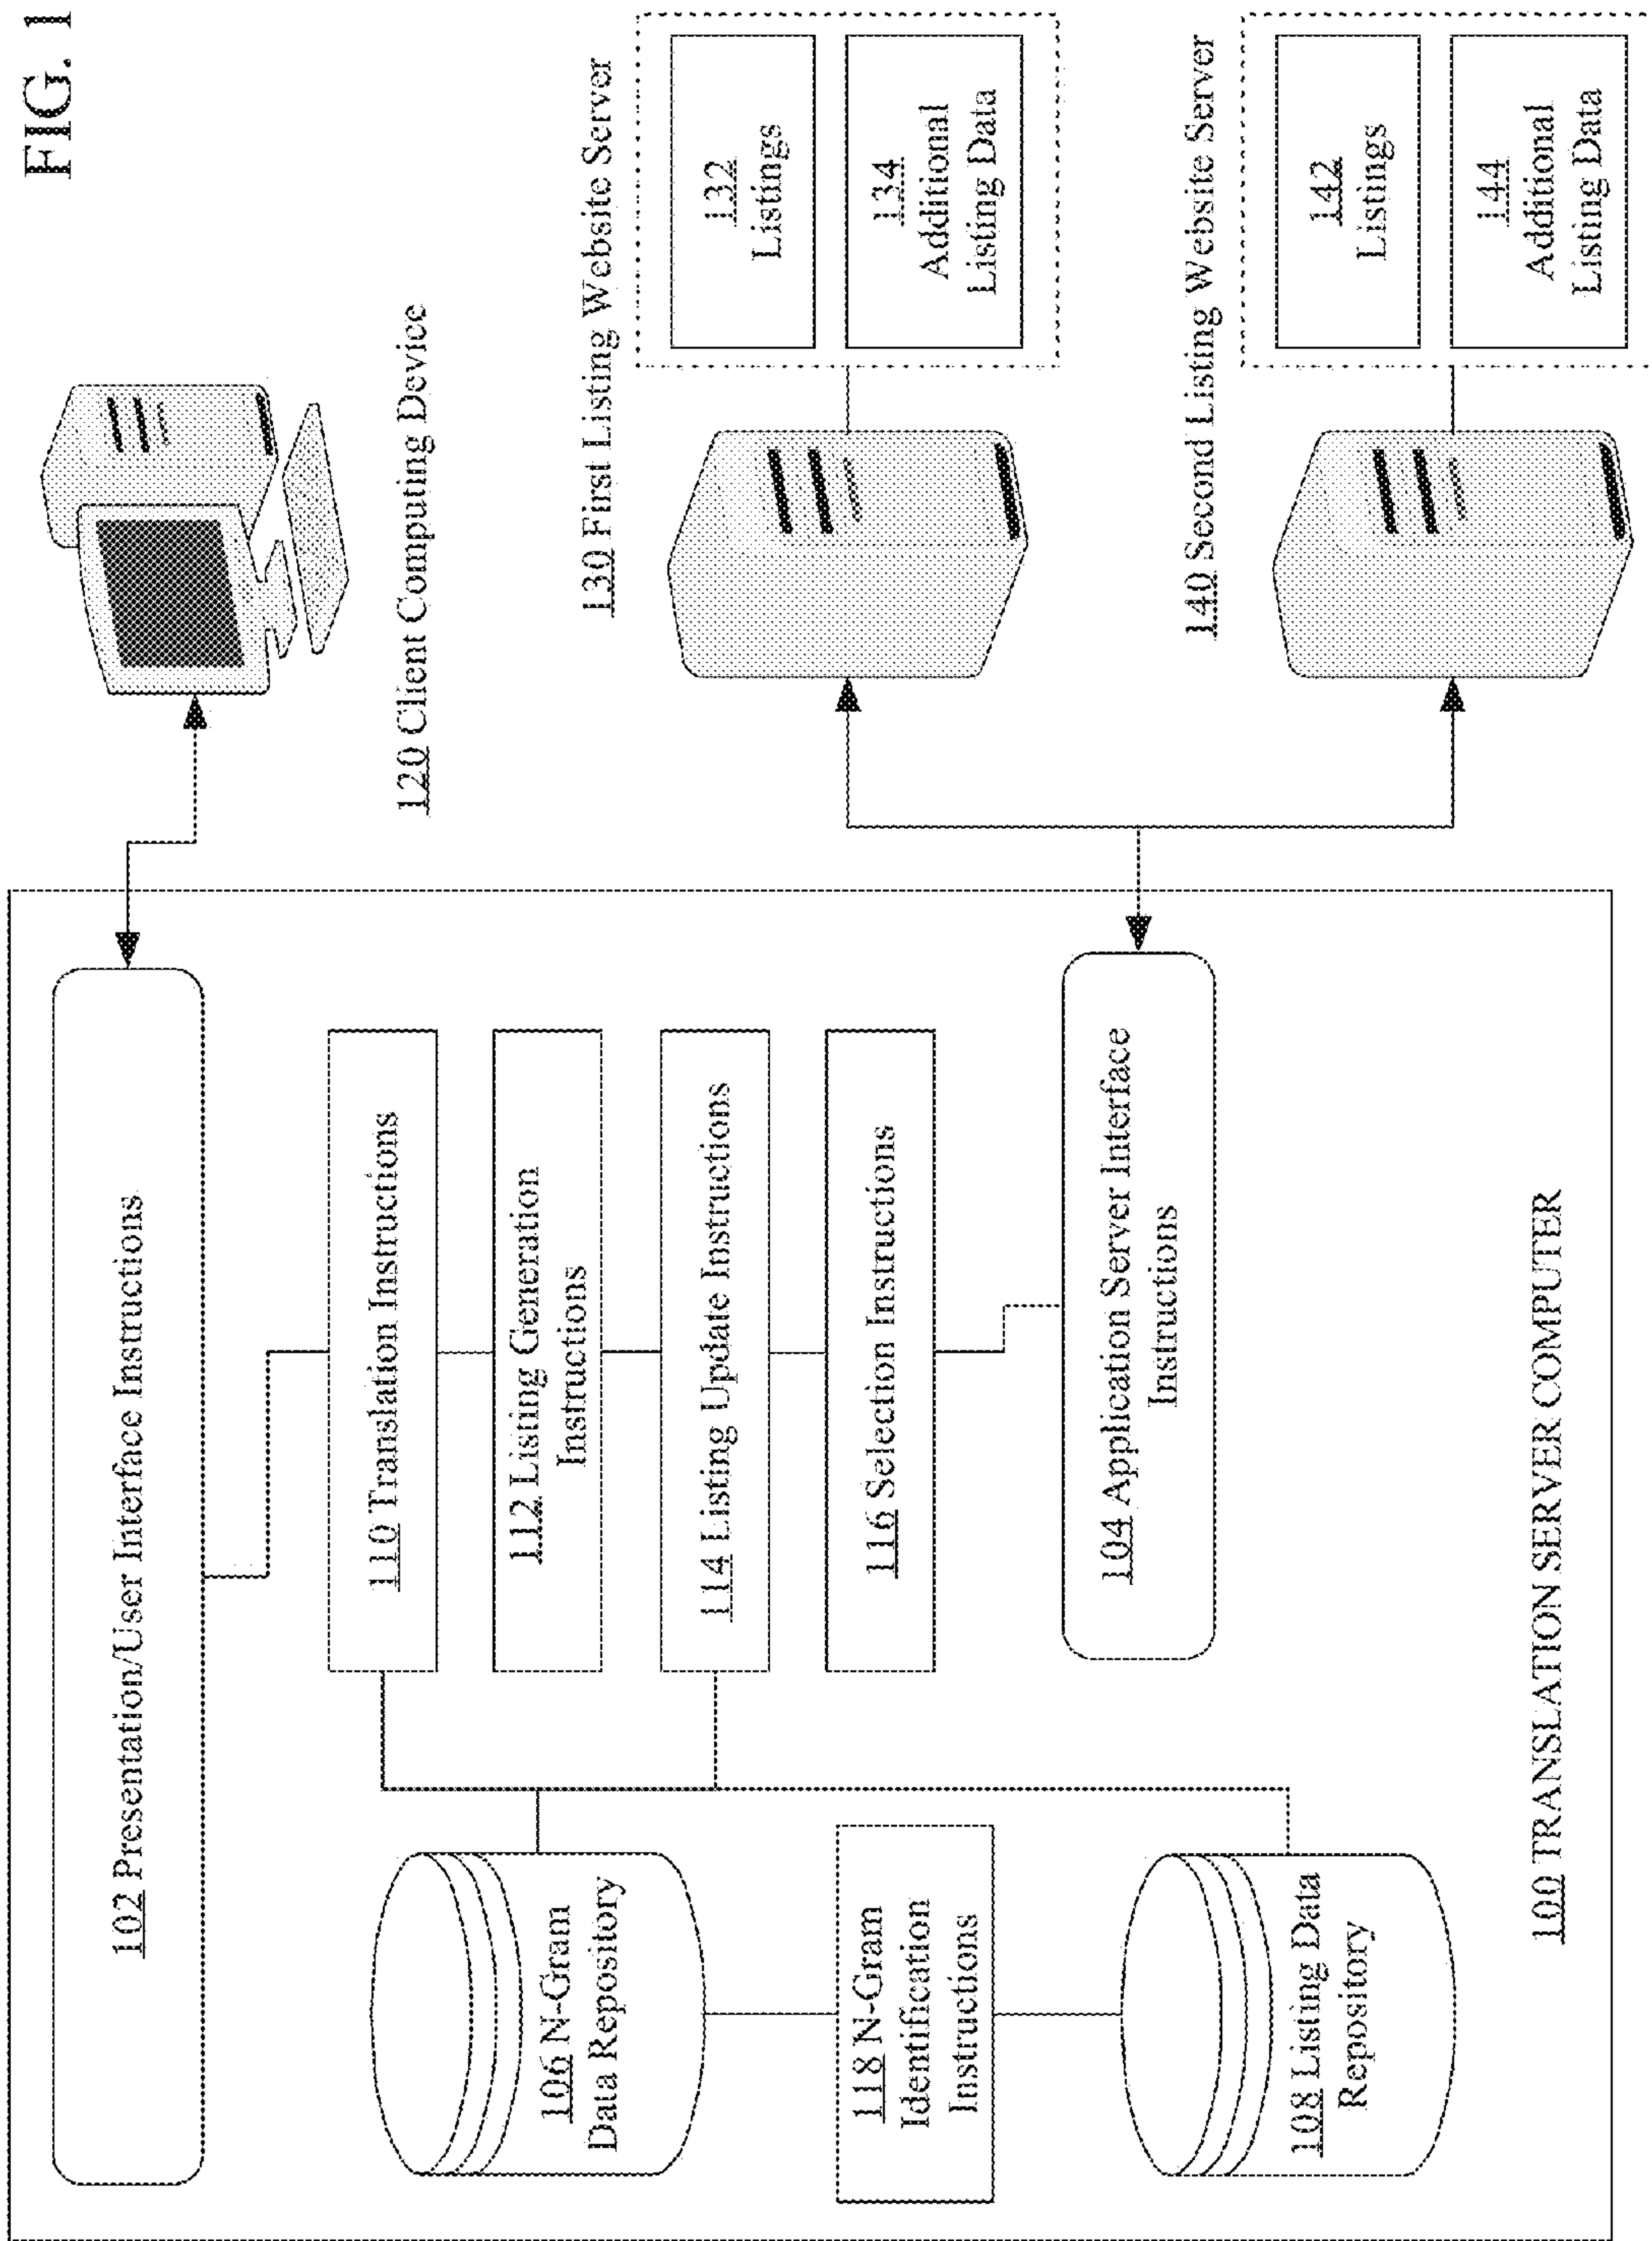 FIG. 1
102 Presentation/User Interface Instructions
110 Translation Instructions
112 Listing Generation
Instructions
114 Listing Update Instructions
116 Selection Instructions
104 Application Server Interface
Instructions
106 N-Gram
Data Repository
118 N-Gram
Identification
Instructions
108 Listing Data
Repository
100 TRANSLATION SERVER COMPUTER
120 Client Computing Device
130 First Listing Website Server
132
Listings
134
Additional
Listing Data
140 Second Listing Website Server
142
Listings
144
Additional
Listing Data